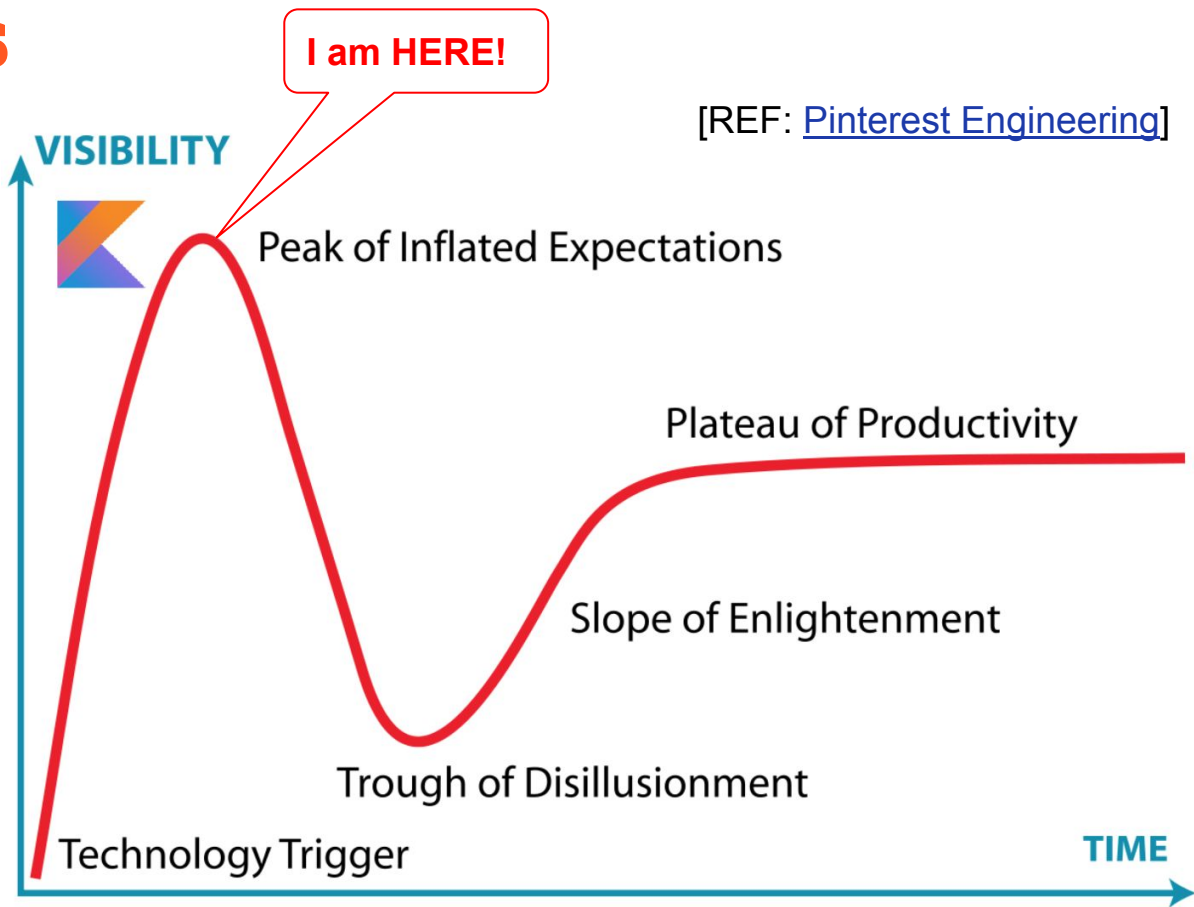 I am HERE!
[REF: Pinterest Engineering]
VISIBILITY
Peak of Inflated Expectations
Plateau of Productivity
Slope of Enlightenment
Trough of Disillusionment
Technology Trigger
TIME